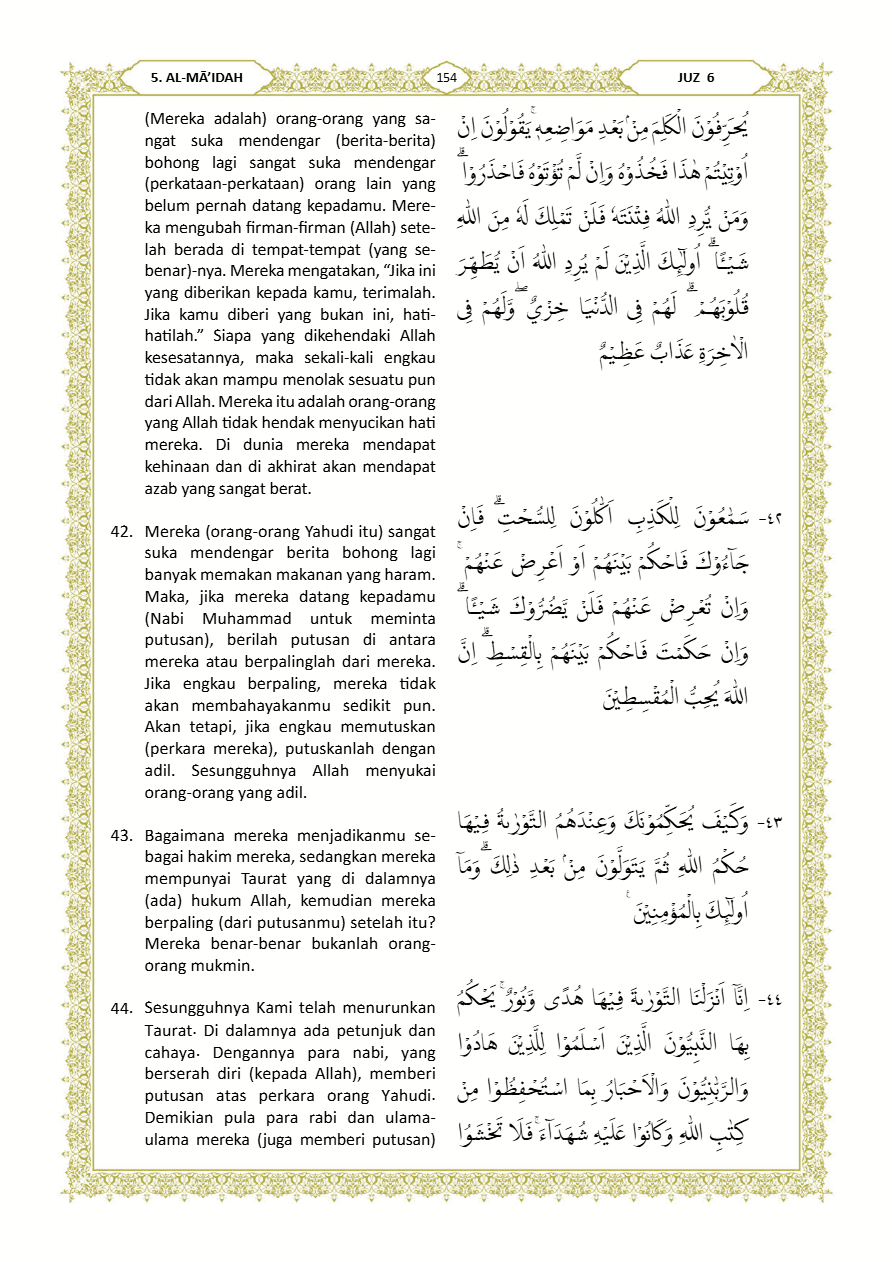 5. AL-MĀ’IDAH
154
JUZ 6
(Mereka adalah) orang-orang yang sa-
ngat suka mendengar (berita-berita)
bohong lagi sangat suka mendengar
(perkataan-perkataan) orang lain yang
belum pernah datang kepadamu. Mere-
ka mengubah firman-firman (Allah) sete-
lah berada di tempat-tempat (yang se-
benar)-nya. Mereka mengatakan, “Jika ini
yang diberikan kepada kamu, terimalah.
Jika kamu diberi yang bukan ini, hati-
hatilah.” Siapa yang dikehendaki Allah
kesesatannya, maka sekali-kali engkau
tidak akan mampu menolak sesuatu pun
dari Allah. Mereka itu adalah orang-orang
yang Allah tidak hendak menyucikan hati
mereka. Di dunia mereka mendapat
kehinaan dan di akhirat akan mendapat
azab yang sangat berat.
يُحَرِّفُوْنَ الْكَلِمَ مِنْۢ بَعْدِ مَوَاضِعِهٖۚ يَقُوْلُوْنَ اِنْ
اُوْتِيْتُمْ هٰذَا فَخُذُوْهُ وَاِنْ لَّمْ تُؤْتَوْهُ فَاحْذَرُوْاۗ
وَمَنْ يُّرِدِ اللّٰهُ فِتْنَتَهٗ فَلَنْ تَمْلِكَ لَهٗ مِنَ اللّٰهِ
شَيْـًٔاۗ اُولٰۤىِٕكَ الَّذِيْنَ لَمْ يُرِدِ اللّٰهُ اَنْ يُّطَهِّرَ
قُلُوْبَهُمْۗ لَهُمْ فِى الدُّنْيَا خِزْيٌ ۖوَّلَهُمْ فِى
الْاٰخِرَةِ عَذَابٌ عَظِيْمٌ
42. Mereka (orang-orang Yahudi itu) sangat
suka mendengar berita bohong lagi
banyak memakan makanan yang haram.
Maka, jika mereka datang kepadamu
(Nabi Muhammad untuk meminta
putusan), berilah putusan di antara
mereka atau berpalinglah dari mereka.
Jika engkau berpaling, mereka tidak
akan membahayakanmu sedikit pun.
Akan tetapi, jika engkau memutuskan
(perkara mereka), putuskanlah dengan
adil. Sesungguhnya Allah menyukai
orang-orang yang adil.
٤٢- سَمّٰعُوْنَ لِلْكَذِبِ اَكّٰلُوْنَ لِلسُّحْتِۗ فَاِنْ
جَاۤءُوْكَ فَاحْكُمْ بَيْنَهُمْ اَوْ اَعْرِضْ عَنْهُمْۚ
وَاِنْ تُعْرِضْ عَنْهُمْ فَلَنْ يَّضُرُّوْكَ شَيْـًٔاۗ
وَاِنْ حَكَمْتَ فَاحْكُمْ بَيْنَهُمْ بِالْقِسْطِۗ اِنَّ
اللّٰهَ يُحِبُّ الْمُقْسِطِيْنَ
43. Bagaimana mereka menjadikanmu se-
bagai hakim mereka, sedangkan mereka
mempunyai Taurat yang di dalamnya
(ada) hukum Allah, kemudian mereka
berpaling (dari putusanmu) setelah itu?
Mereka benar-benar bukanlah orang-
orang mukmin.
٤٣- وَكَيْفَ يُحَكِّمُوْنَكَ وَعِنْدَهُمُ التَّوْرٰىةُ فِيْهَا
حُكْمُ اللّٰهِ ثُمَّ يَتَوَلَّوْنَ مِنْۢ بَعْدِ ذٰلِكَۗ وَمَآ
اُولٰۤىِٕكَ بِالْمُؤْمِنِيْنَ ࣖ
44. Sesungguhnya Kami telah menurunkan
Taurat. Di dalamnya ada petunjuk dan
cahaya. Dengannya para nabi, yang
berserah diri (kepada Allah), memberi
putusan atas perkara orang Yahudi.
Demikian pula para rabi dan ulama-
ulama mereka (juga memberi putusan)
٤٤- اِنَّآ اَنْزَلْنَا التَّوْرٰىةَ فِيْهَا هُدًى وَّنُوْرٌۚ يَحْكُمُ
بِهَا النَّبِيُّوْنَ الَّذِيْنَ اَسْلَمُوْا لِلَّذِيْنَ هَادُوْا
وَالرَّبّٰنِيُّوْنَ وَالْاَحْبَارُ بِمَا اسْتُحْفِظُوْا مِنْ
كِتٰبِ اللّٰهِ وَكَانُوْا عَلَيْهِ شُهَدَاۤءَۚ فَلَا تَخْشَوُا